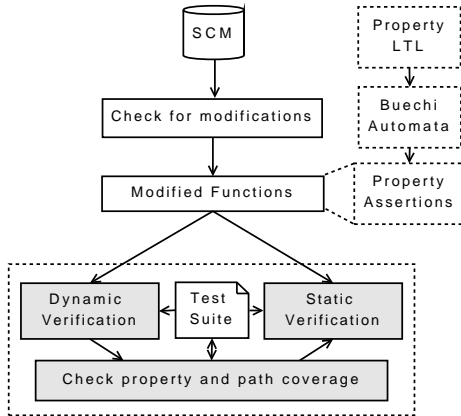 SCM
Property
LTL
Check for modifications
Buechi
Automata
Modified Functions
Property
Assertions
Dynamic
Verification
Test
Suite
Static
Verification
Check property and path coverage